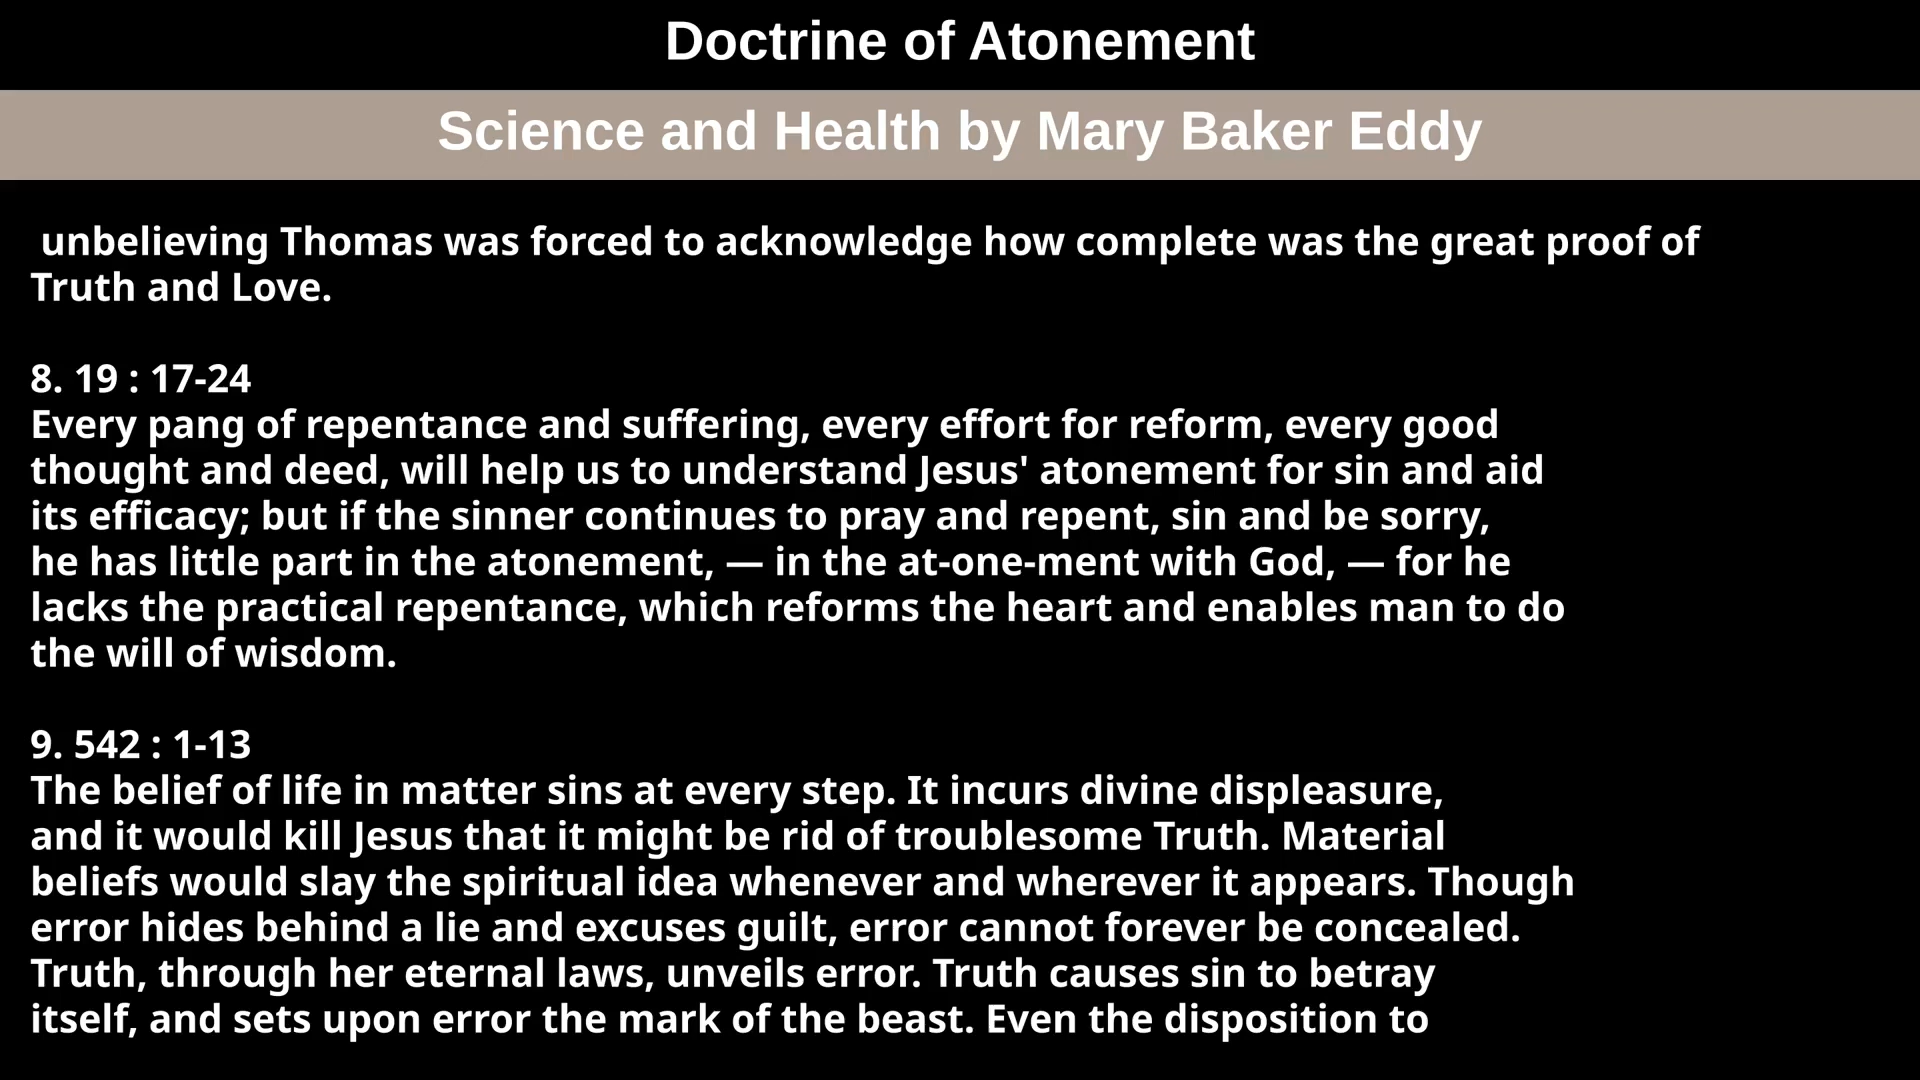 Doctrine of Atonement
Science and Health by Mary Baker Eddy
unbelieving Thomas was forced to acknowledge how complete was the great proof of
Truth and Love.
8. 19 : 17-24
Every pang of repentance and suffering, every effort for reform, every good
thought and deed, will help us to understand Jesus' atonement for sin and aid
its efficacy; but if the sinner continues to pray and repent, sin and be sorry,
he has little part in the atonement, — in the at-one-ment with God, — for he
lacks the practical repentance, which reforms the heart and enables man to do
the will of wisdom.
9. 542 : 1-13
The belief of life in matter sins at every step. It incurs divine displeasure,
and it would kill Jesus that it might be rid of troublesome Truth. Material
beliefs would slay the spiritual idea whenever and wherever it appears. Though
error hides behind a lie and excuses guilt, error cannot forever be concealed.
Truth, through her eternal laws, unveils error. Truth causes sin to betray
itself, and sets upon error the mark of the beast. Even the disposition to